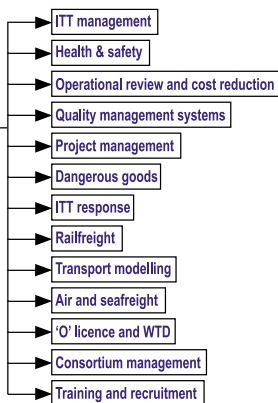 ITT management
Health & safety
Operational review and cost reduction
Quality management systems
Project management
Dangerous goods
ITT response
Railfreight
Transport modelling
Air and seafreight
‘O’ licence and WTD
Consortium management
Training and recruitment